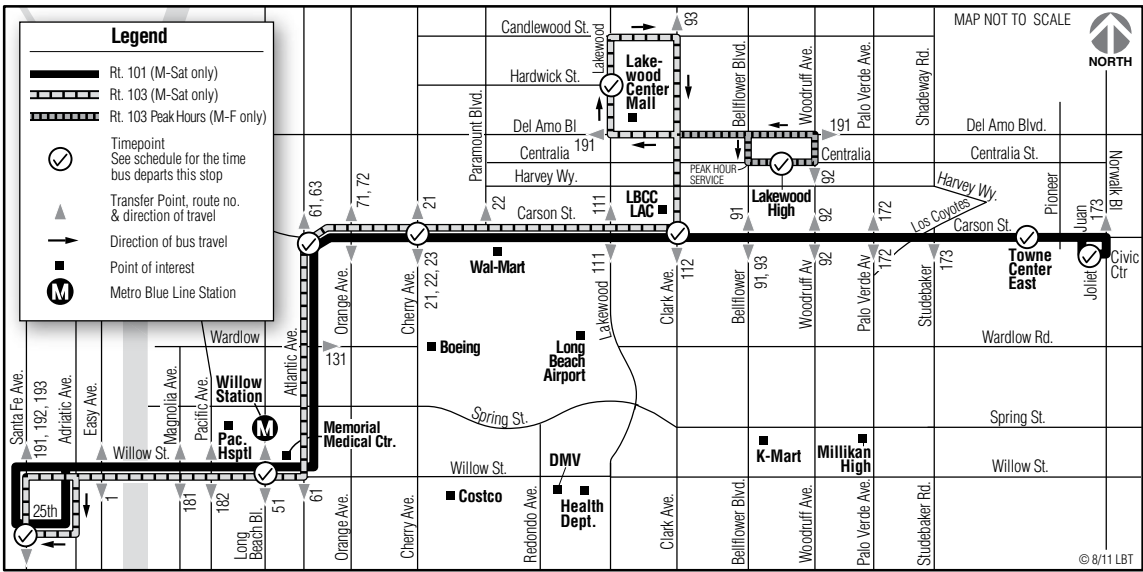 Legend
Rt. 101 (M-Sat only)
Rt. 103 (M-Sat only)
Rt. 103 Peak Hours (M-F only)
Timepoint
See schedule for the time
bus departs this stop
Transfer Point, route no.
& direction of travel
Direction of bus travel
Point of interest
M
Metro Blue Line Station
MAP NOT TO SCALE
NORTH
Candlewood St.
Lakewood
93
Hardwick St.
Lake-
wood
Center
Mall
Paramount Blvd.
Bellflower Blvd.
Woodruff Ave.
Palo Verde Ave.
Shadeway Rd.
Del Amo Bl
191
191
Del Amo Blvd.
Centralia
Centralia
Centralia St.
PEAK HOUR
SERVICE
Lakewood
High
92
Harvey Wy.
Harvey Wy.
Los Coyotes
Pioneer
Norwalk Bl
61, 63
71, 72
21
22
111
LBCC
LAC
91
92
172
173
Juan
Carson St.
Carson St.
Towne
Center
East
Joliet
Civic
Ctr
Orange Ave.
Cherry Ave.
21, 22, 23
Wal-Mart
111
Lakewood
Clark Ave.
112
Bellflower
91, 93
Woodruff Av
92
Palo Verde Av
172
Studebaker
173
Wardlow
131
Atlantic Ave.
Boeing
Long
Beach
Airport
Wardlow Rd.
Santa Fe Ave.
191, 192, 193
Adriatic Ave.
Easy Ave.
Magnolia Ave.
Pacific Ave.
Willow
Station
M
Pac.
Hsptl
Memorial
Medical Ctr.
Spring St.
Spring St.
Willow St.
Willow St.
Willow St.
K-Mart
Millikan
High
DMV
Costco
Health
Dept.
25th
1
181
182
Long
Beach Bl.
51
61
Orange Ave.
Cherry Ave.
Redondo Ave.
Clark Ave.
Bellflower Blvd.
Woodruff Ave.
Palo Verde Ave.
Studebaker Rd.
© 8/11 LBT